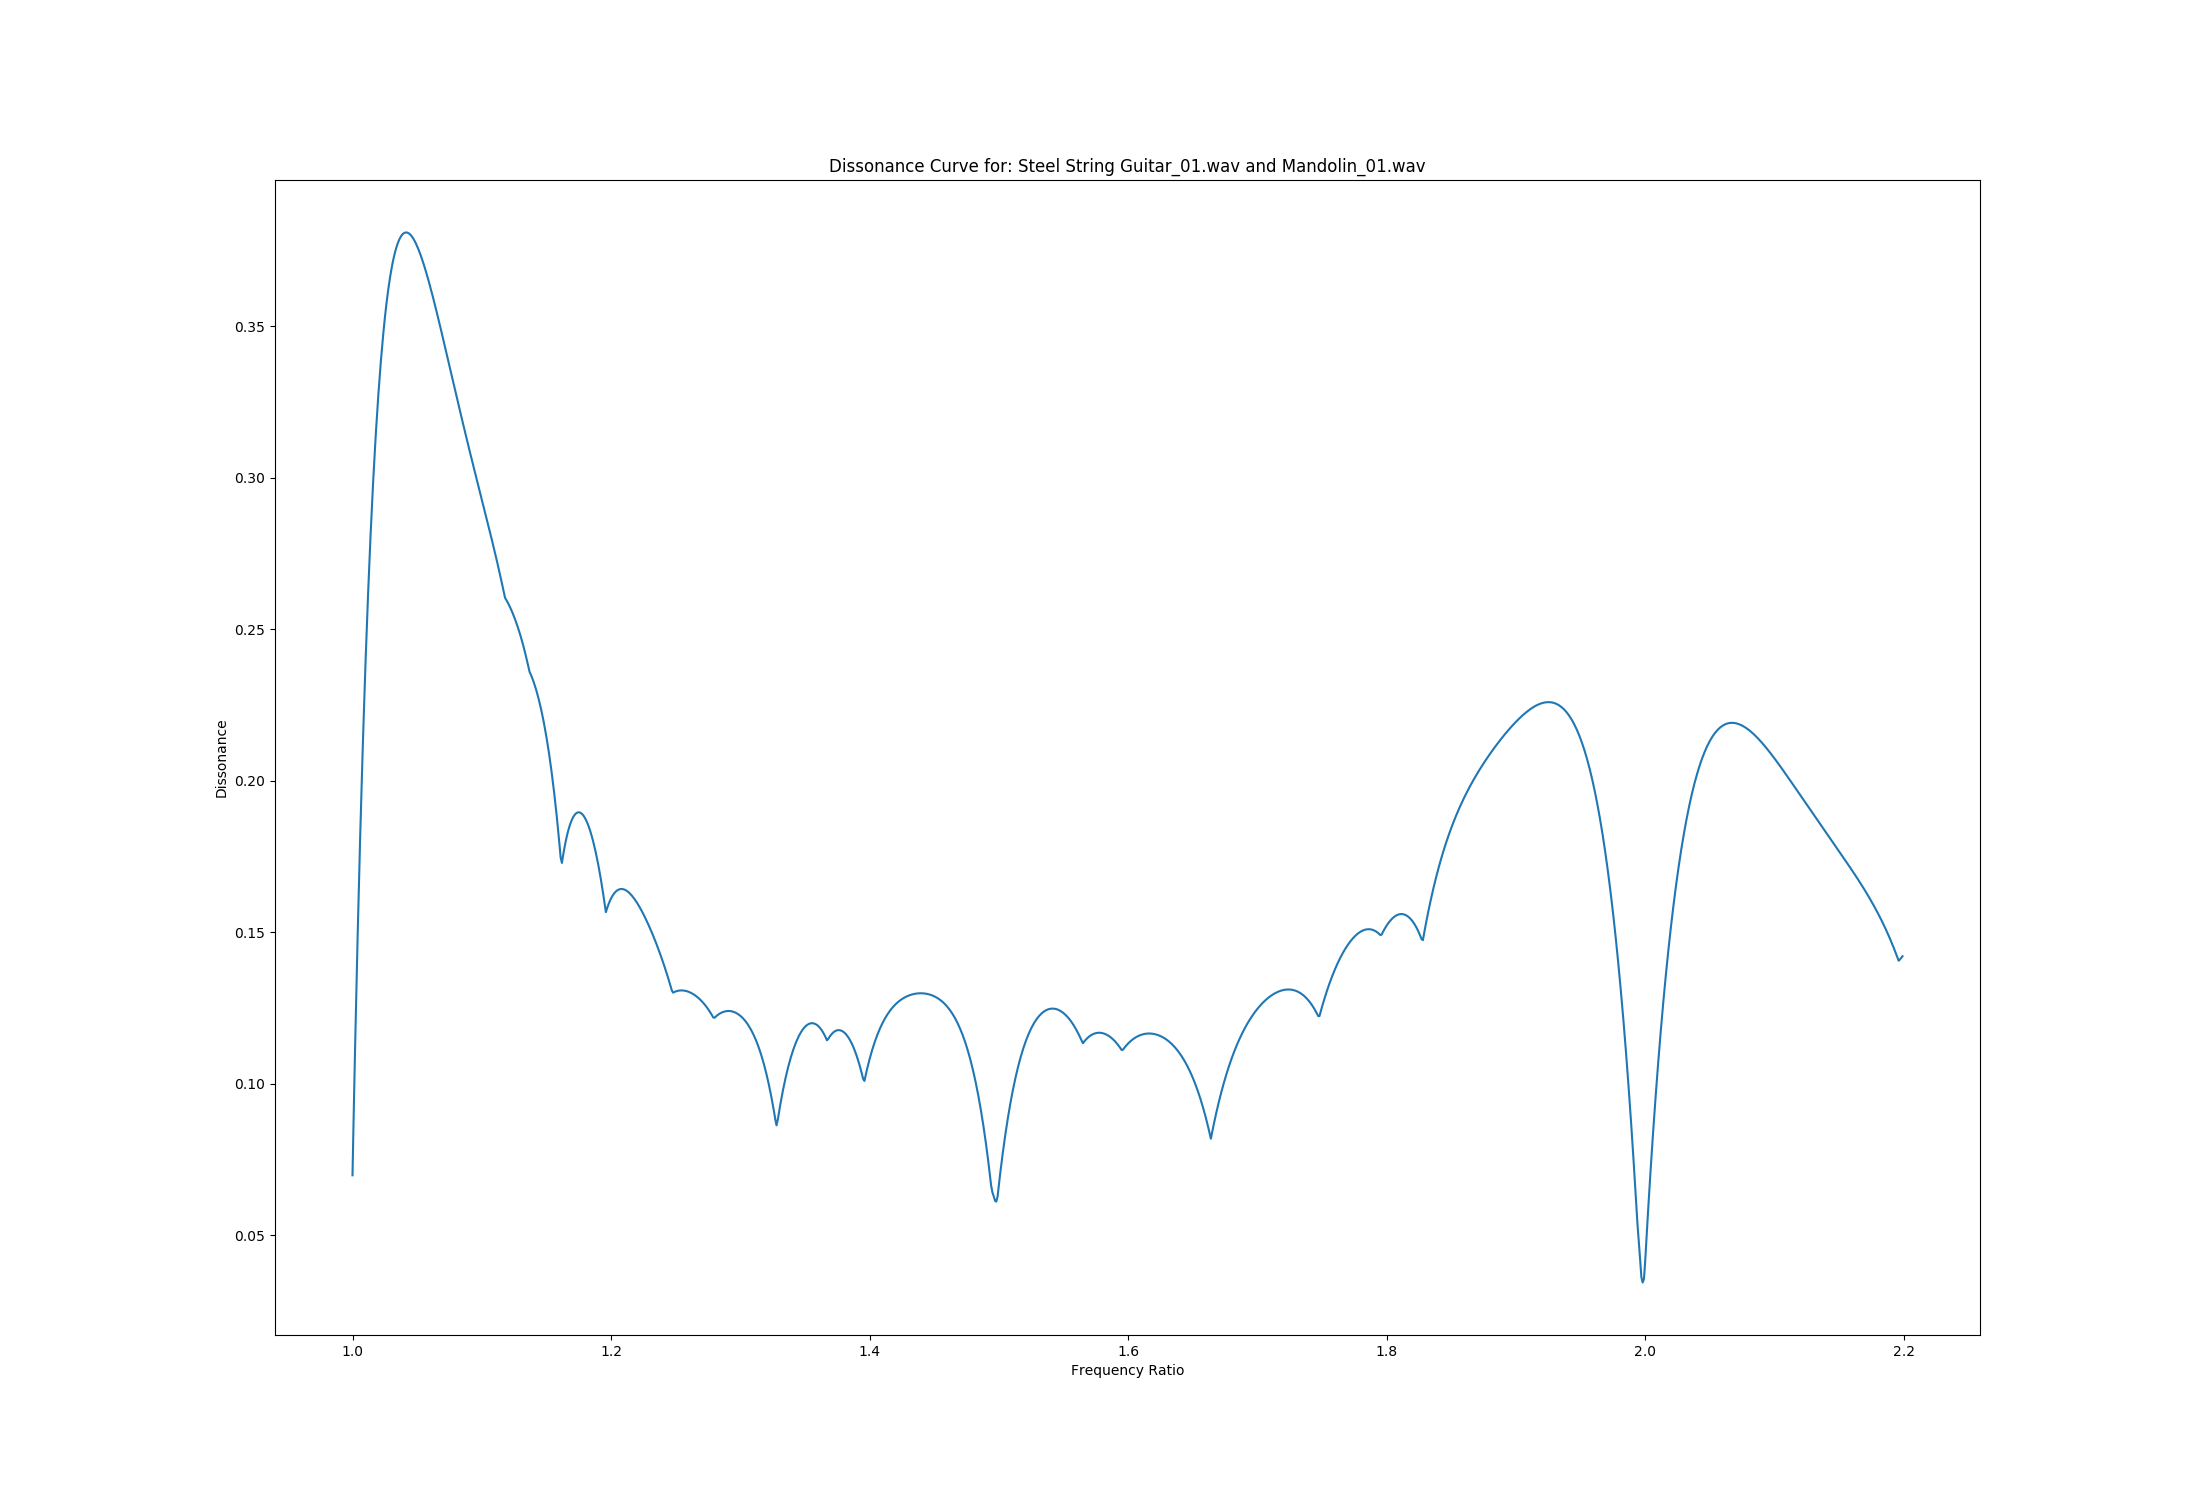 Dissonance Curve for: Steel String Guitar_01.wav and Mandolin_01.wav
0.35
0.30
0.25
0.20
0.15
0.10
0.05
Dissonance
1.0 1.2 1.4 1.6 1.8 2.0 2.2
Frequency Ratio